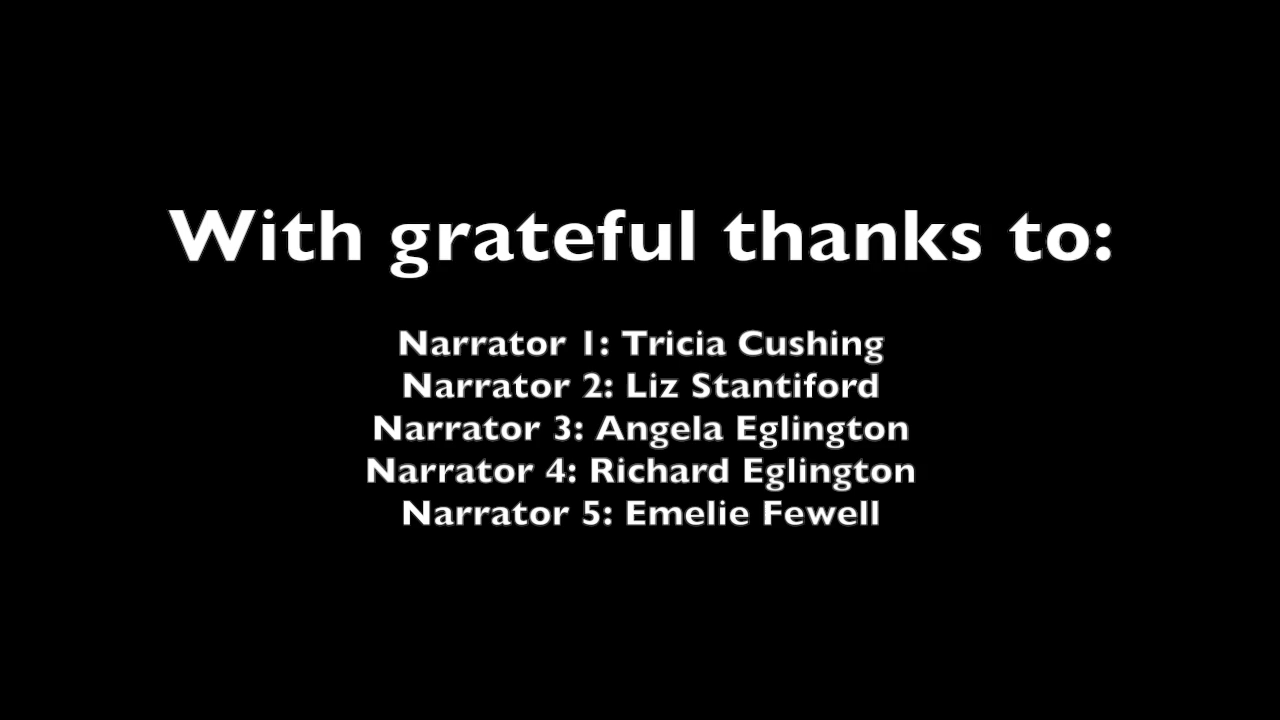 With grateful thanks to:
Narrator 1: Tricia Cushing
Narrator 2: Liz Stantiford
Narrator 3: Angela Eglington
Narrator 4: Richard Eglington
Narrator 5: Emelie Fewell